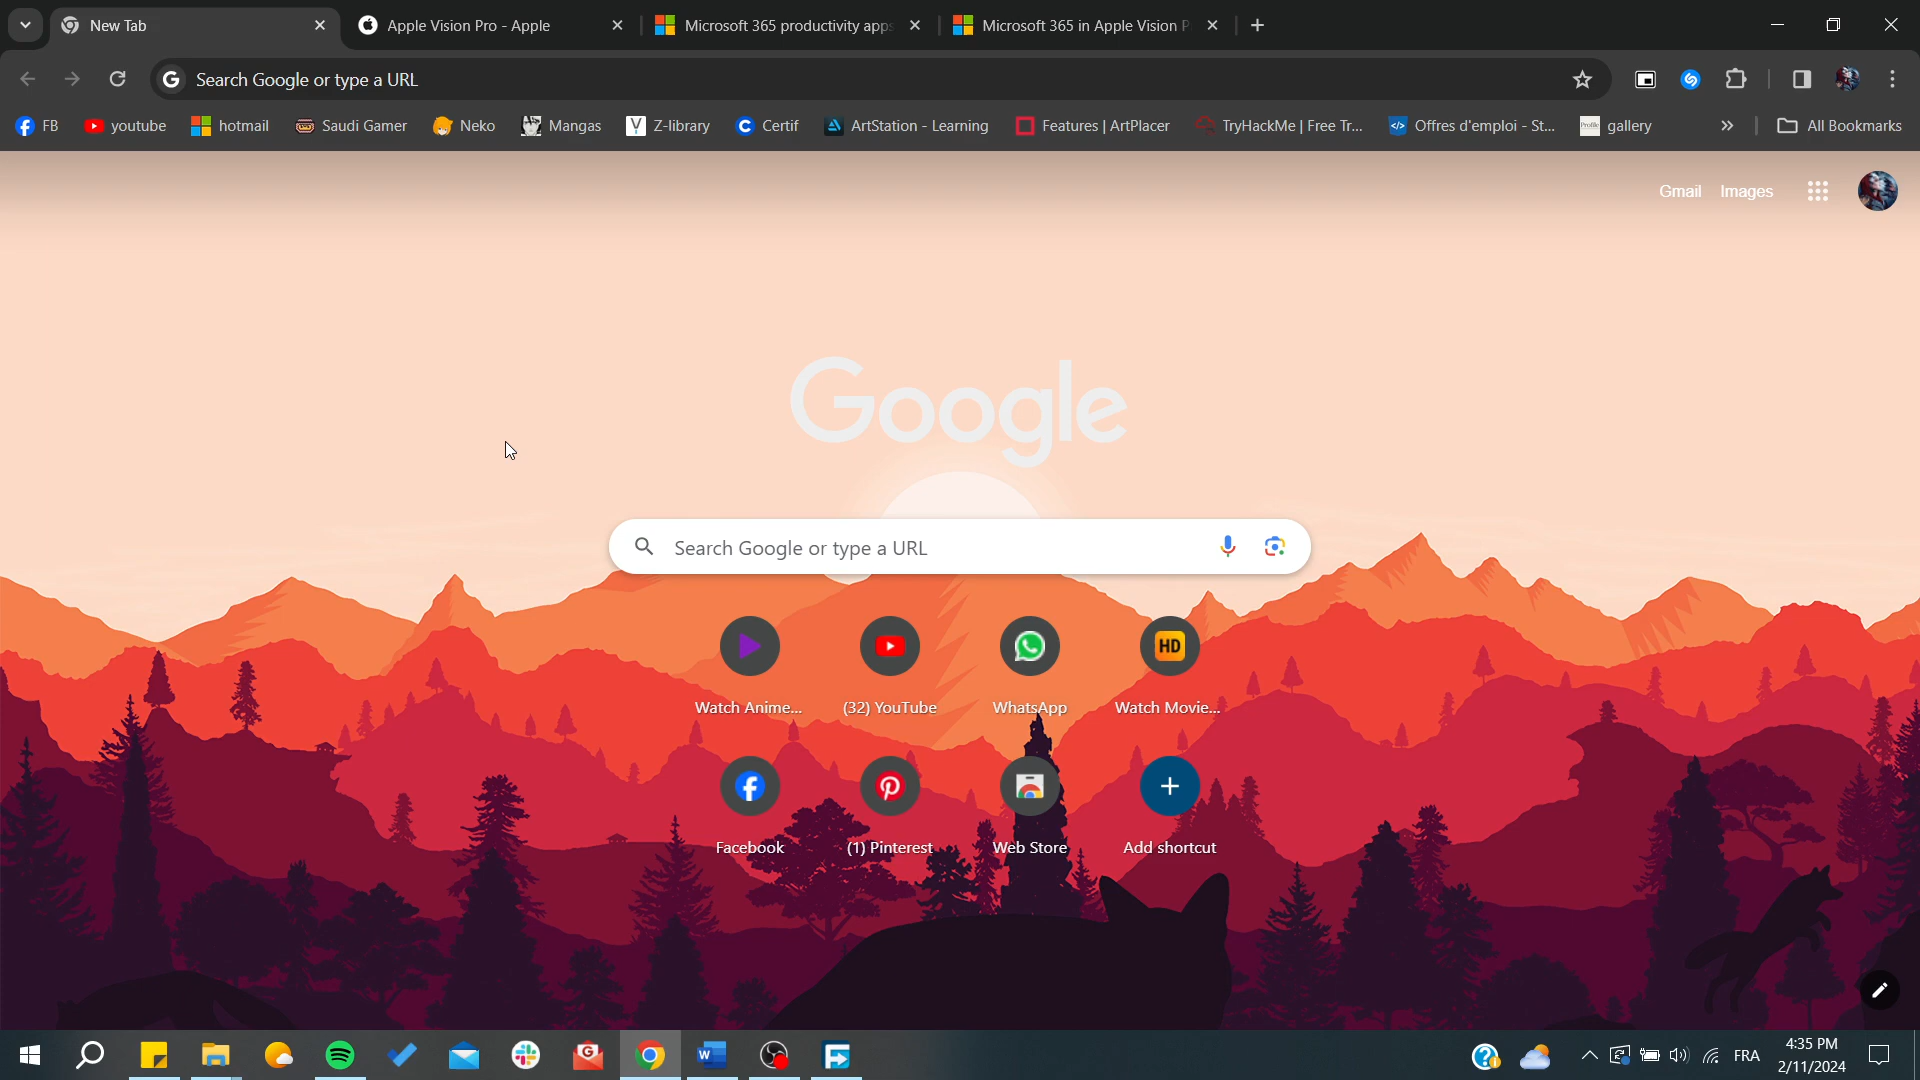 New Tab
Apple Vision Pro - Apple
Microsoft 365 productivity apps
Microsoft 365 in Apple Vision P
Search Google or type a URL
FB
youtube
hotmail
Saudi Gamer
Neko
Mangas
Z-library
Certif
ArtStation - Learning
Features | ArtPlacer
TryHackMe | Free Tr...
Offres d'emploi - St...
gallery
All Bookmarks
Gmail
Images
Google
Search Google or type a URL
HD
Watch Anime...
(32) YouTube
WhatsApp
Watch Movie...
Facebook
(1) Pinterest
Web Store
Add shortcut
FRA
4:35 PM
2/11/2024